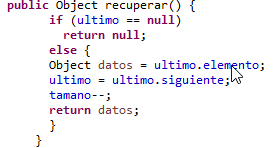 public Object recuperar() {
if (ultimo == null)
return null;
else {
Object datos = ultimo.elemento;
ultimo = ultimo.siguiente;
tamano--;
return datos;
}
}